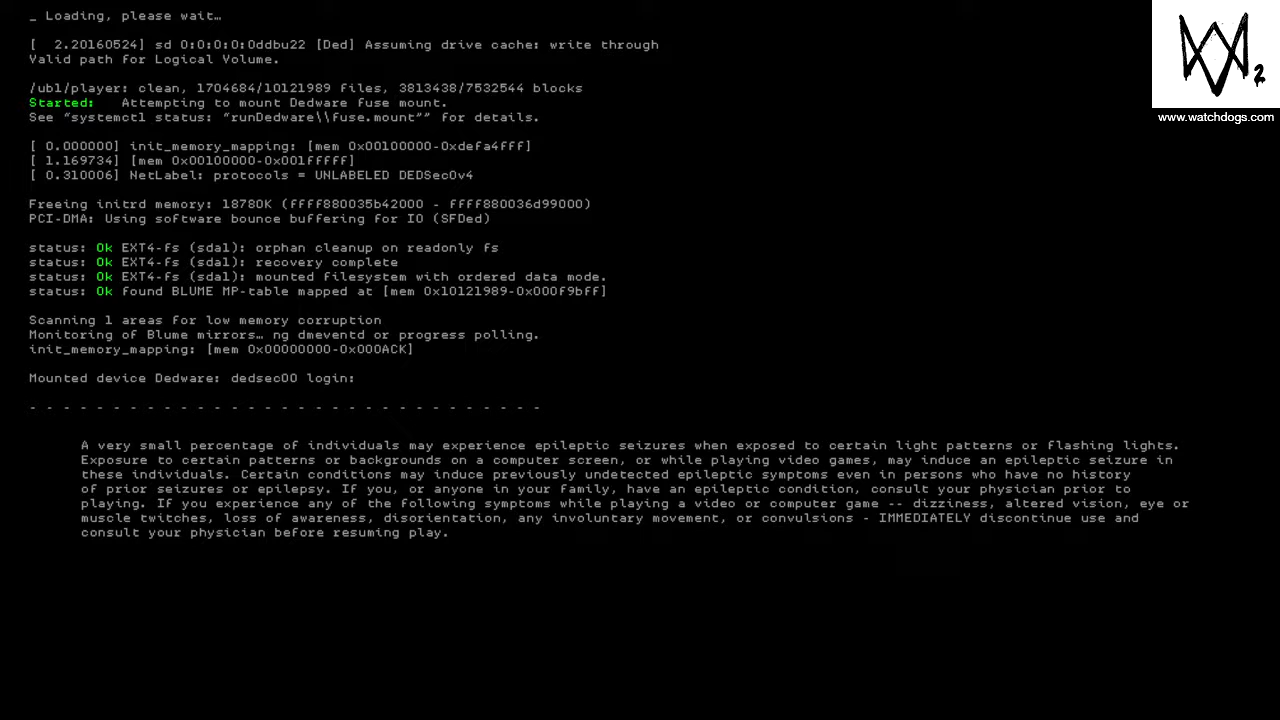 _ Loading, please wait…
[  2.20160524] sd 0:0:0:0:0ddbu22 [Ded] Assuming drive cache: write through
Valid path for Logical Volume.
/ubl/player: clean, 1704684/10121989 files, 3813438/7532544 blocks
Started:   Attempting to mount Dedware fuse mount.
See “systemctl status: “runDedware\\fuse.mount”” for details.
[ 0.000000] init_memory_mapping: [mem 0x00100000-0xdefa4fff]
[ 1.169734] [mem 0x00100000-0x001fffff]
[ 0.310006] NetLabel: protocols = UNLABELED DEDSec0v4
Freeing initrd memory: 18780K (ffff880035b42000 - ffff880036d99000)
PCI-DMA: Using software bounce buffering for IO (SFDed)
status: Ok EXT4-fs (sda1): orphan cleanup on readonly fs
status: Ok EXT4-fs (sda1): recovery complete
status: Ok EXT4-fs (sda1): mounted filesystem with ordered data mode.
status: Ok found BLUME MP-table mapped at [mem 0x10121989-0x000f9bff]
Scanning 1 areas for low memory corruption
Monitoring of Blume mirrors… ng dmeventd or progress polling.
init_memory_mapping: [mem 0x00000000-0x000ACK]
Mounted device Dedware: dedsec00 login:
- - - - - - - - - - - - - - - - - - - - - - - - - - - - - - -
A very small percentage of individuals may experience epileptic seizures when exposed to certain light patterns or flashing lights.
Exposure to certain patterns or backgrounds on a computer screen, or while playing video games, may induce an epileptic seizure in
these individuals. Certain conditions may induce previously undetected epileptic symptoms even in persons who have no history
of prior seizures or epilepsy. If you, or anyone in your family, have an epileptic condition, consult your physician prior to
playing. If you experience any of the following symptoms while playing a video or computer game -- dizziness, altered vision, eye or
muscle twitches, loss of awareness, disorientation, any involuntary movement, or convulsions - IMMEDIATELY discontinue use and
consult your physician before resuming play.
2
www.watchdogs.com